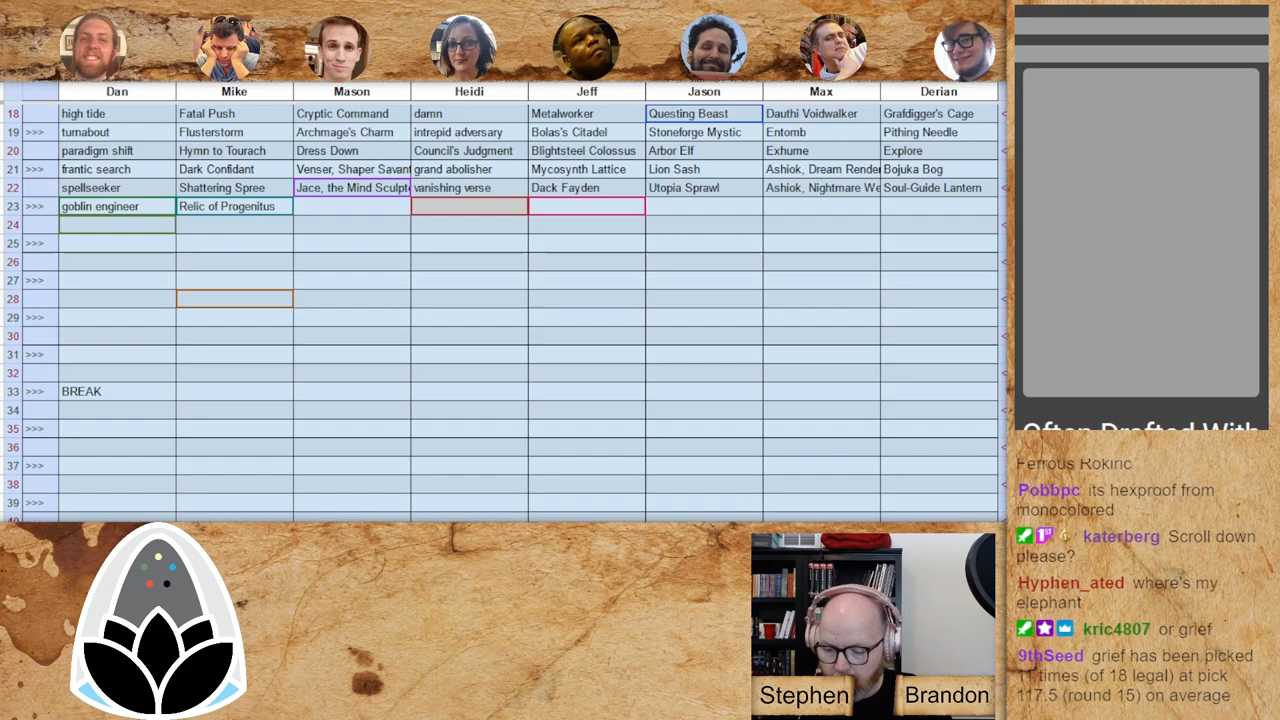 Dan Mike Mason Heidi Jeff Jason Max Derian
18 high tide Fatal Push Cryptic Command damn Metalworker Questing Beast Dauthi Voidwalker Grafdigger's Cage
19 >>> turnabout Flusterstorm Archmage's Charm intrepid adversary Bolas's Citadel Stoneforge Mystic Entomb Pithing Needle
20 paradigm shift Hymn to Tourach Dress Down Council's Judgment Blightsteel Colossus Arbor Elf Exhume Explore
21 >>> frantic search Dark Confidant Venser, Shaper Savant grand abolisher Mycosynth Lattice Lion Sash Ashiok, Dream Render Bojuka Bog
22 spellseeker Shattering Spree Jace, the Mind Sculpt vanishing verse Dack Fayden Utopia Sprawl Ashiok, Nightmare We Soul-Guide Lantern
23 >>> goblin engineer Relic of Progenitus
24
25 >>>
26
27 >>>
28
29 >>>
30
31 >>>
32
33 >>> BREAK
34
35 >>>
36
37 >>>
38
39 >>>
Often Drafted With
Ferrous Rokiric
Pobbpc its hexproof from
monocolored
katerberg Scroll down
please?
Hyphen_ated where's my
elephant
kric4807 or grief
9thSeed grief has been picked
11 times (of 18 legal) at pick
117.5 (round 15) on average
Stephen Brandon